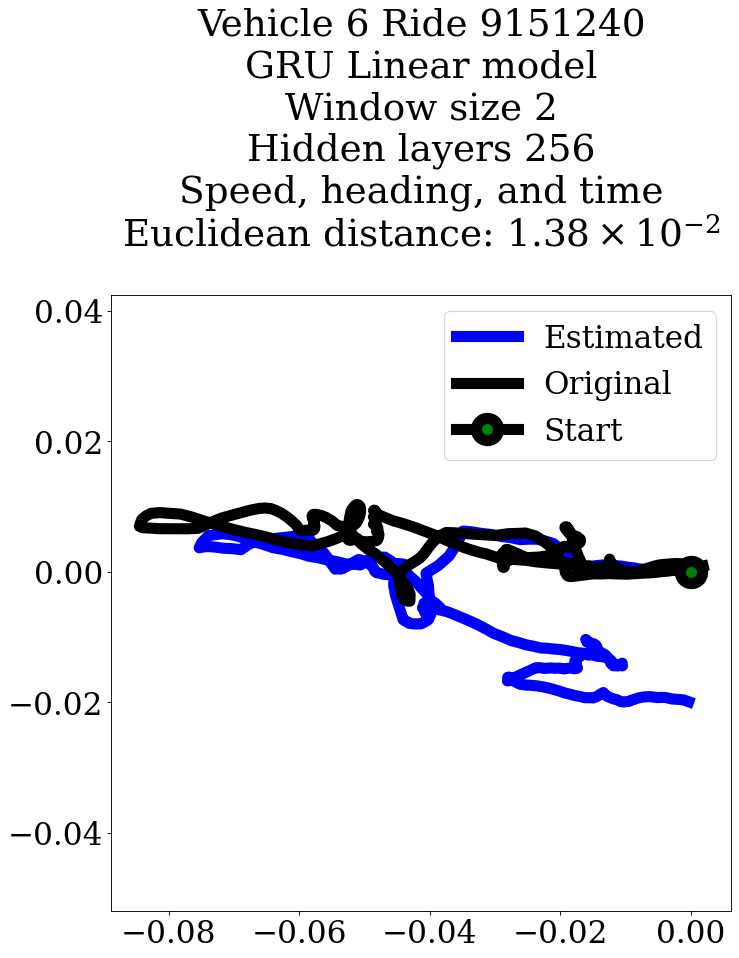 Vehicle 6 Ride 9151240
GRU Linear model
Window size 2
Hidden layers 256
Speed, heading, and time
Euclidean distance: 1.38 × 10⁻²
Estimated
Original
Start
0.04
0.02
0.00
−0.02
−0.04
−0.08
−0.06
−0.04
−0.02
0.00